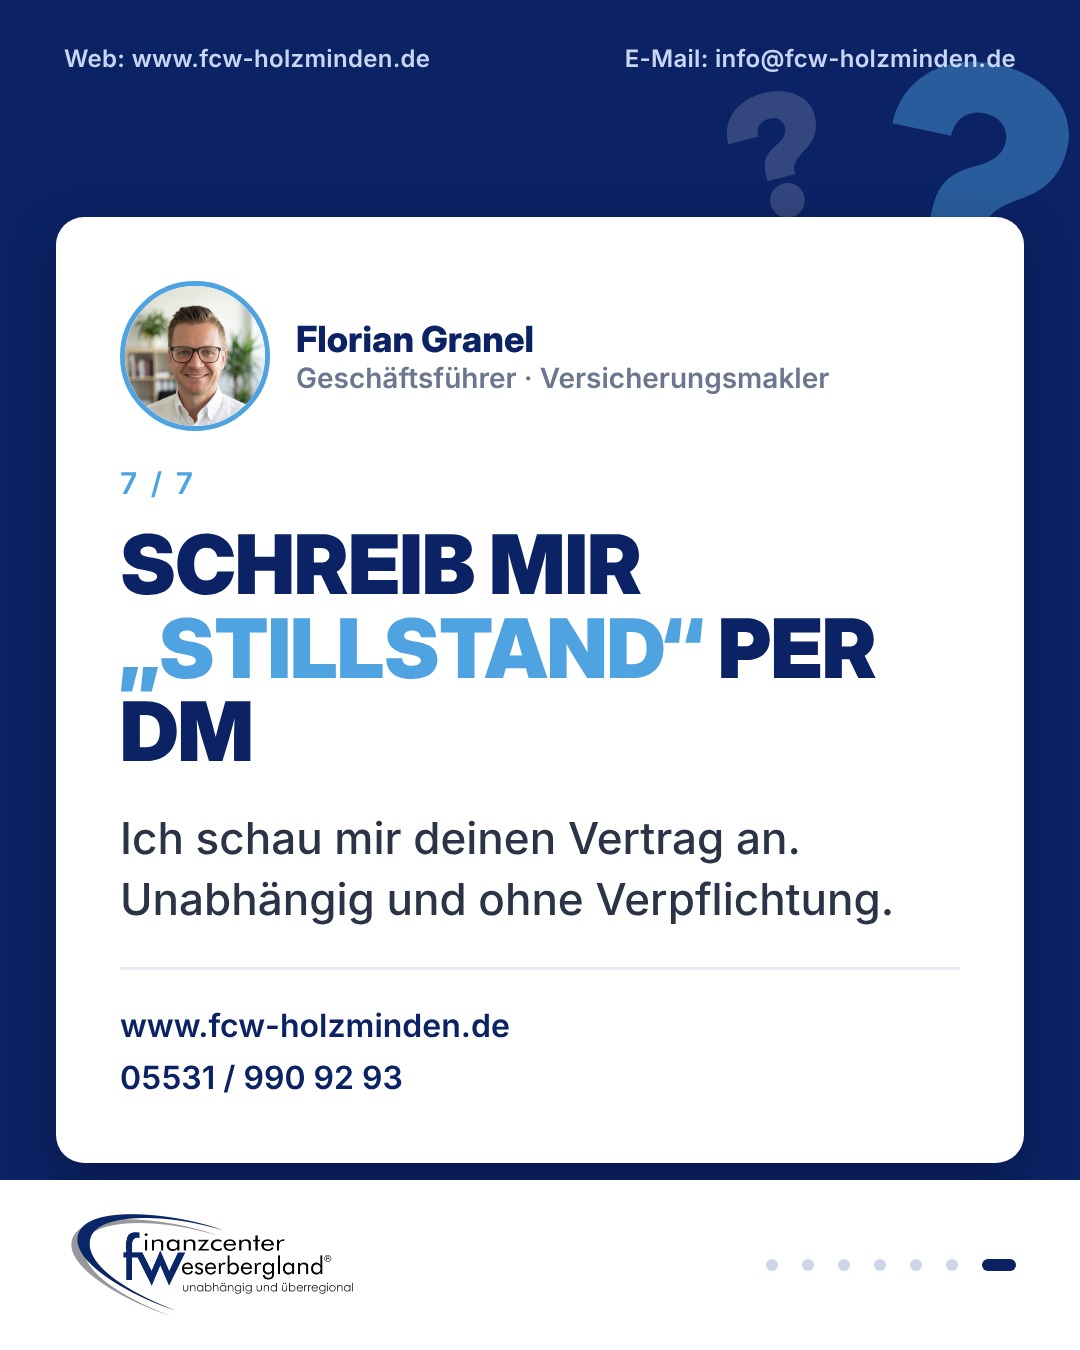 Web: www.fcw-holzminden.de
E-Mail: info@fcw-holzminden.de
? ?
Florian Granel
Geschäftsführer · Versicherungsmakler
7 / 7
SCHREIB MIR
„STILLSTAND“ PER
DM
Ich schau mir deinen Vertrag an.
Unabhängig und ohne Verpflichtung.
www.fcw-holzminden.de
05531 / 990 92 93
finanzcenter
Weserbergland®
unabhängig und überregional